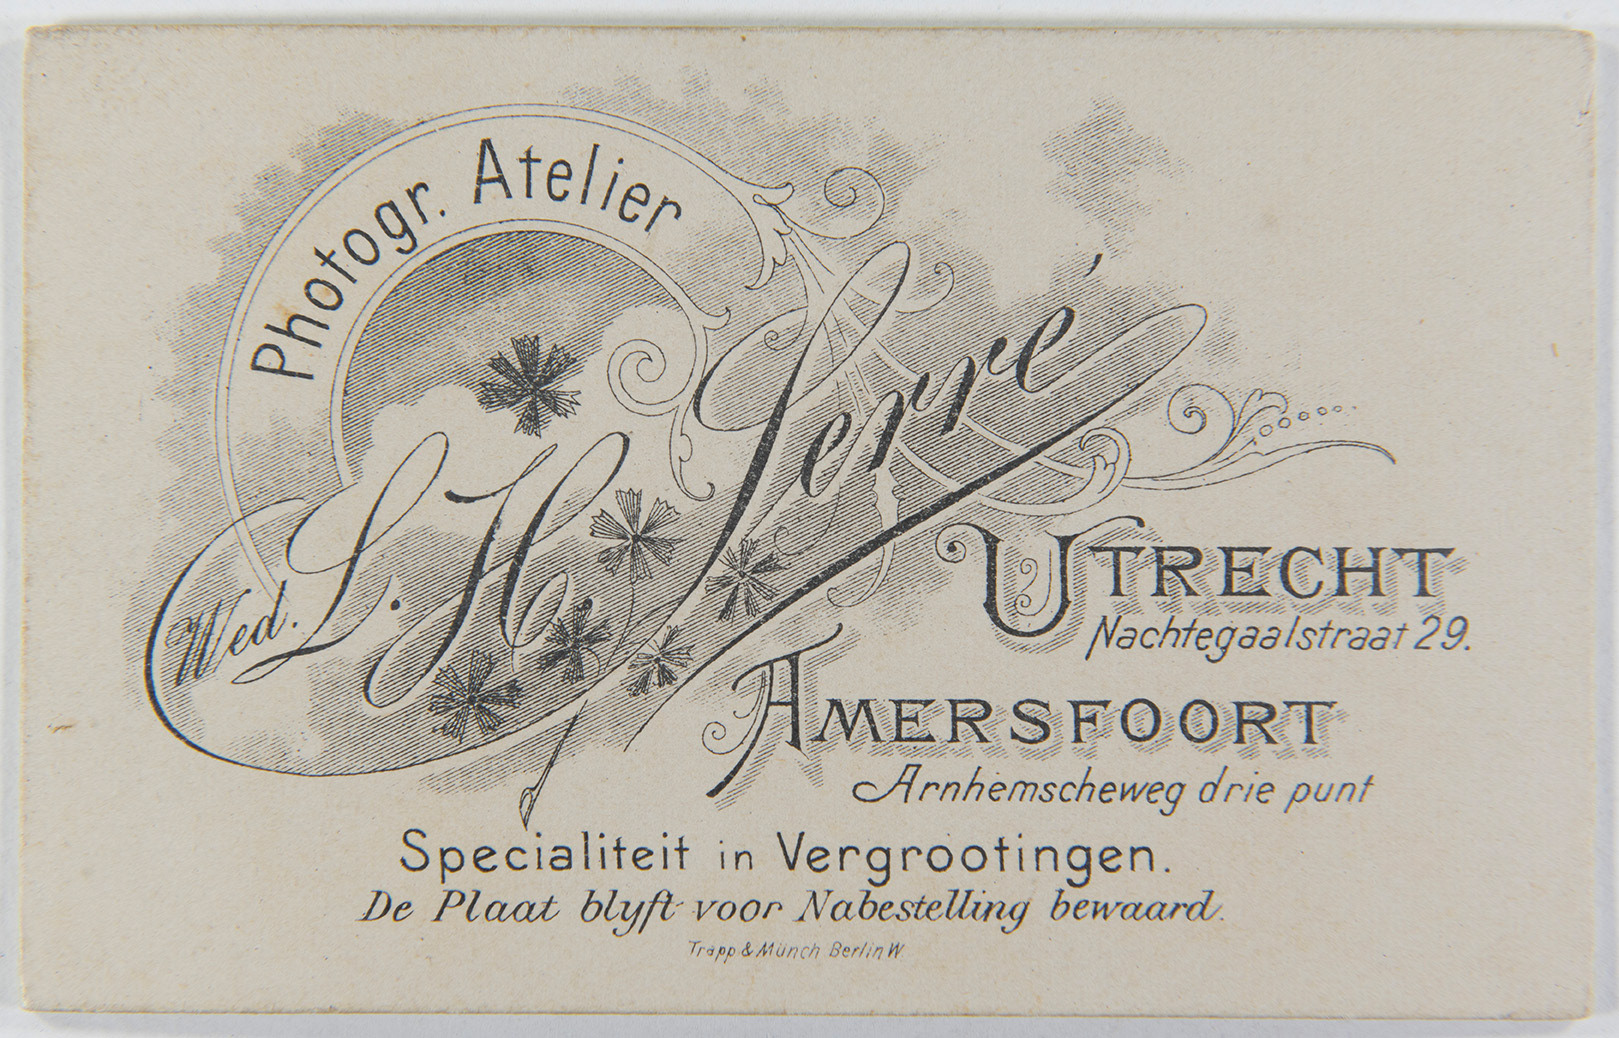 Photogr. Atelier
Wed. L. H. Serré
UTRECHT
Nachtegaalstraat 29.
AMERSFOORT
Arnhemscheweg drie punt
Specialiteit in Vergrootingen.
De Plaat blyft voor Nabestelling bewaard.
Trapp & Münch Berlin W.